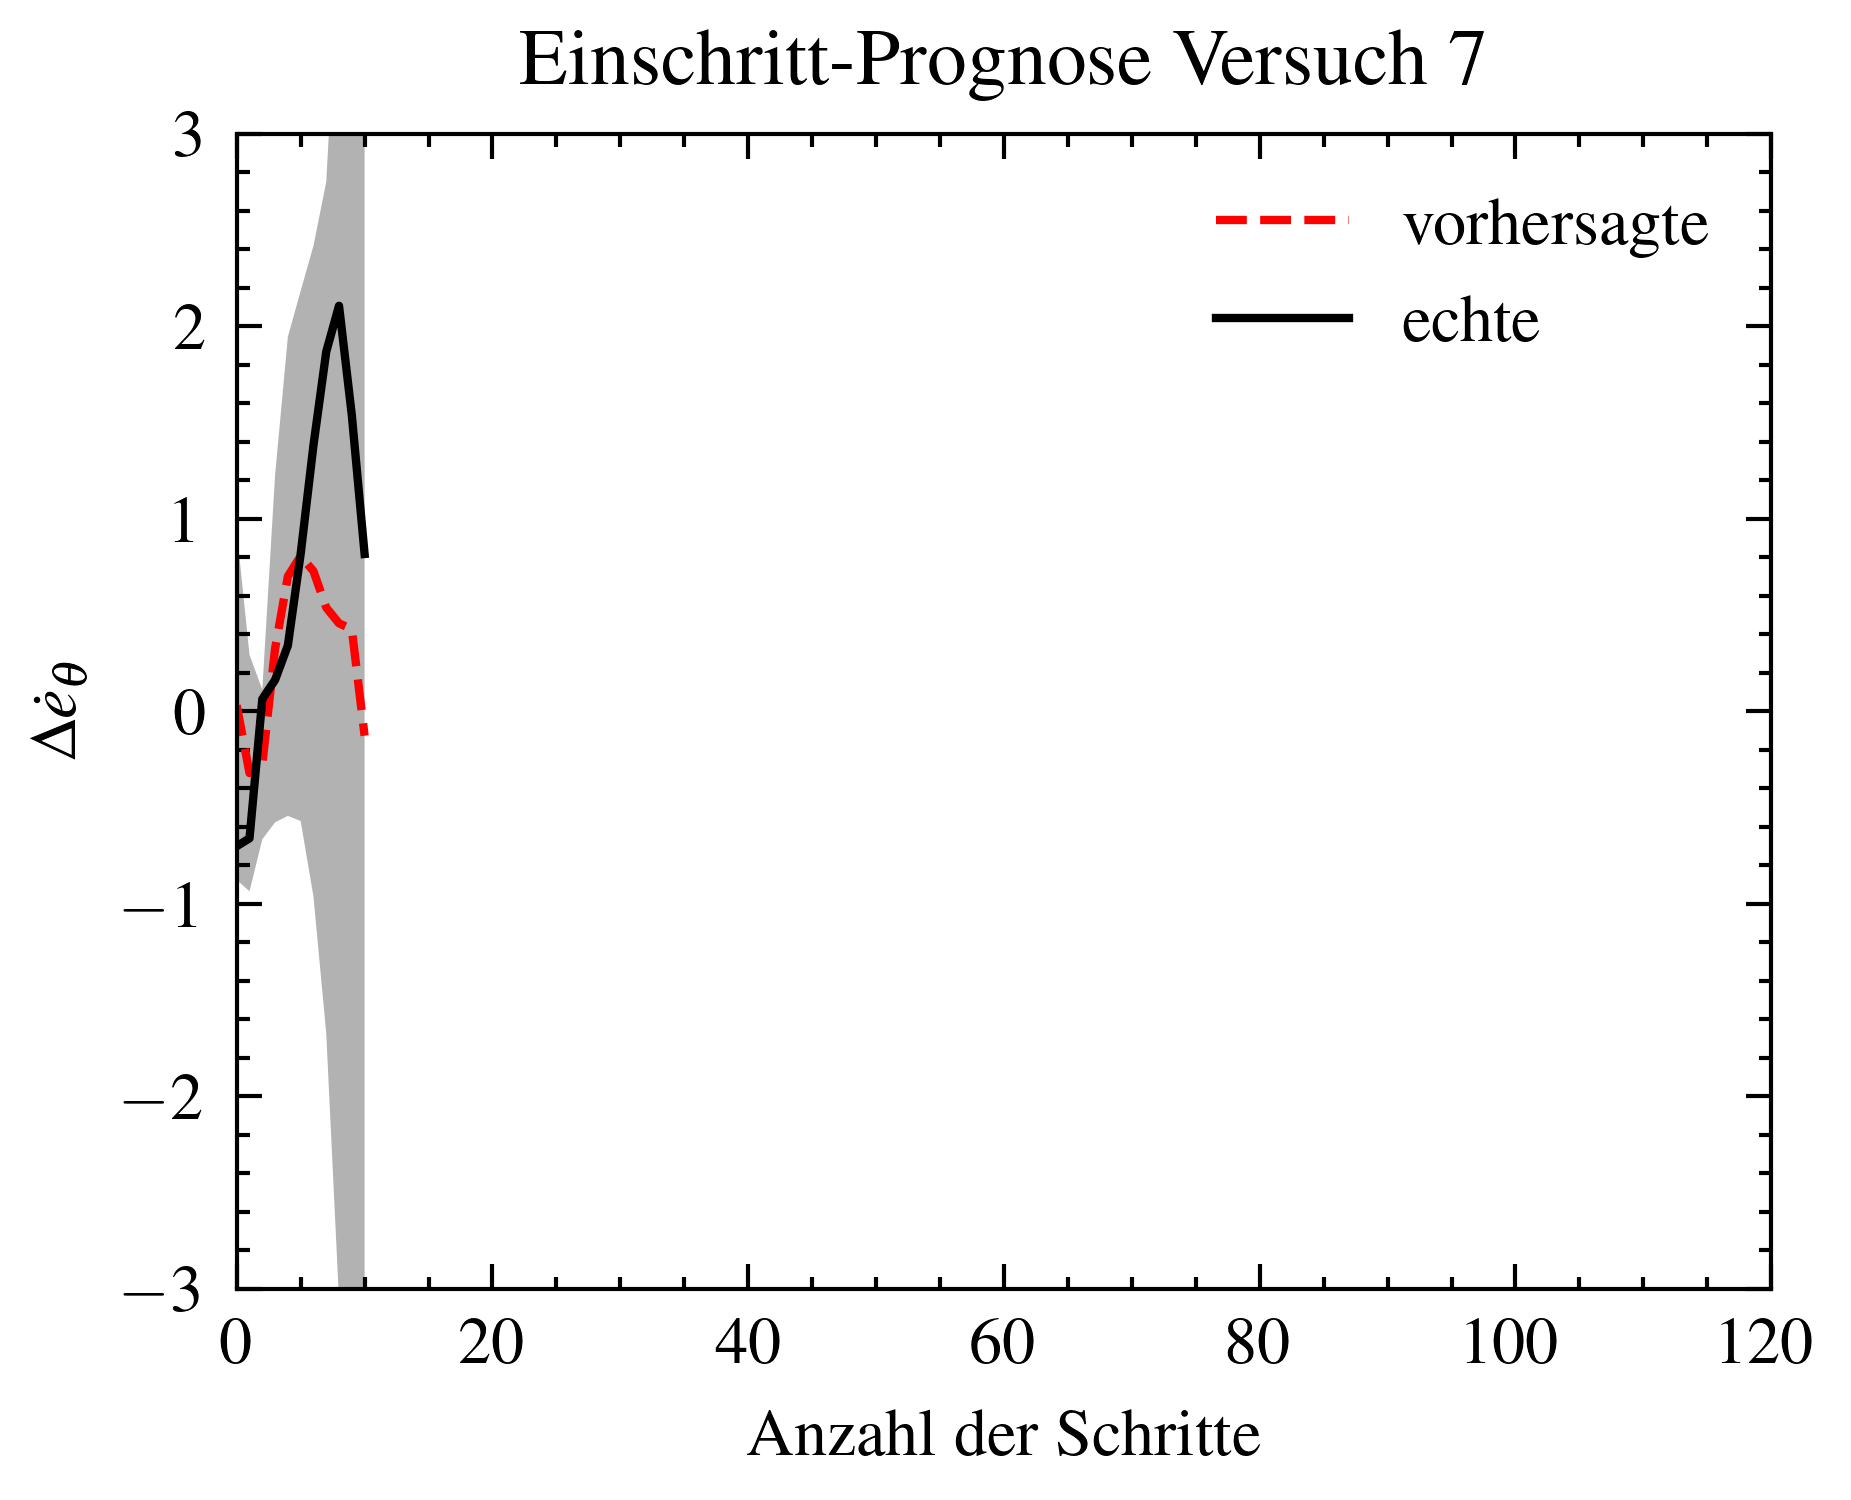 Einschritt-Prognose Versuch 7
3
2
1
0
−1
−2
−3
Δė_θ
vorhersagte
echte
0 20 40 60 80 100 120
Anzahl der Schritte